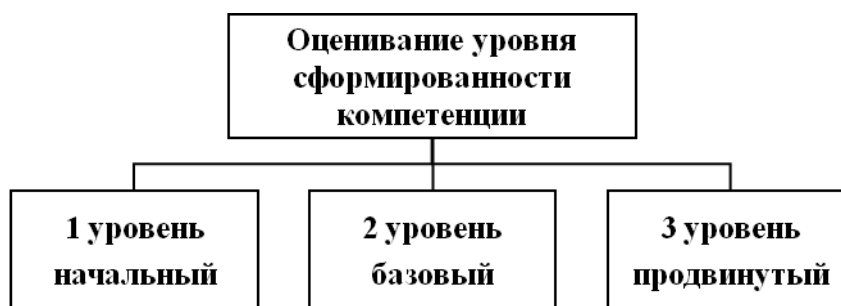 Оценивание уровня
сформированности
компетенции
1 уровень
начальный
2 уровень
базовый
3 уровень
продвинутый